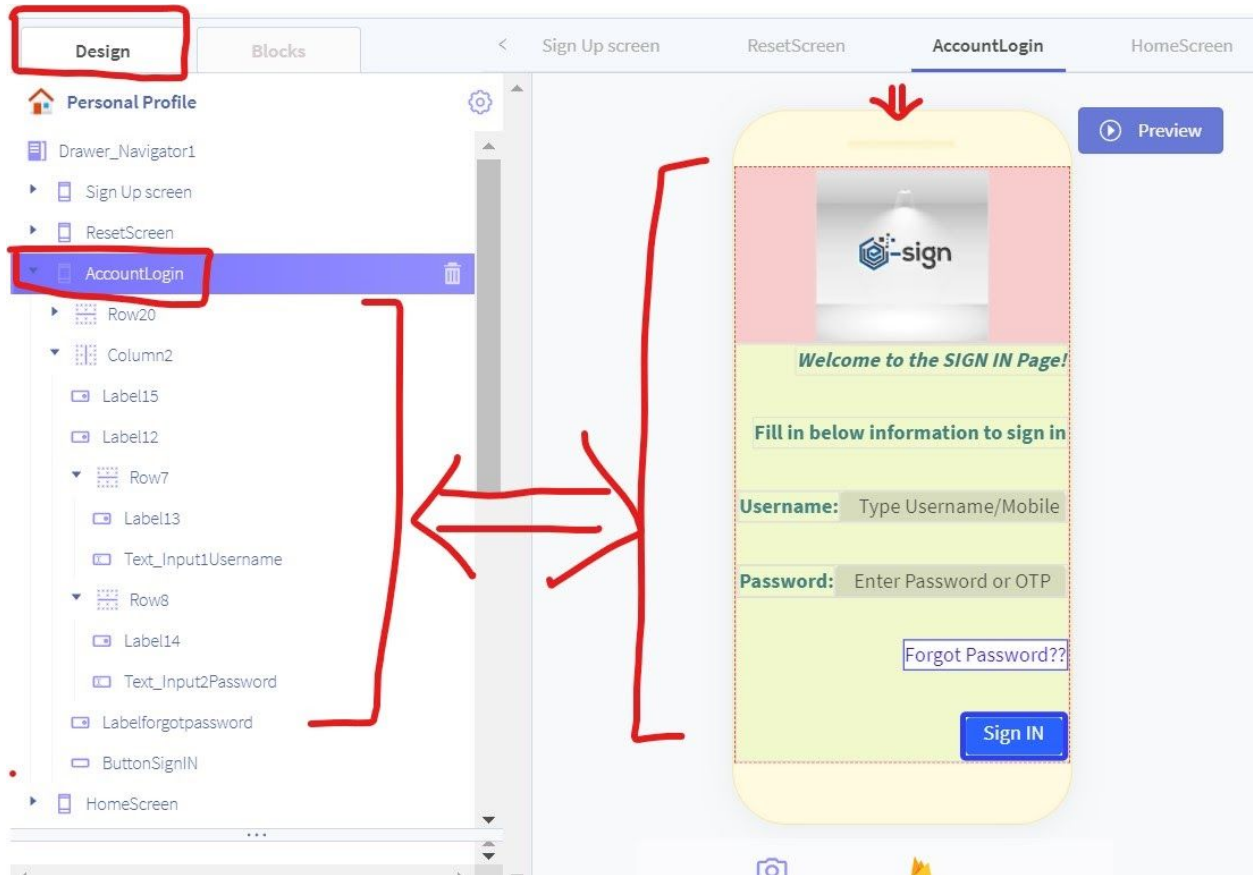 Design
Blocks
<
Sign Up screen
ResetScreen
AccountLogin
HomeScreen
Personal Profile
Drawer_Navigator1
Sign Up screen
ResetScreen
AccountLogin
Row20
Column2
Label15
Label12
Row7
Label13
Text_Input1Username
Row8
Label14
Text_Input2Password
Labelforgotpassword
ButtonSignIN
HomeScreen
Preview
e-sign
Welcome to the SIGN IN Page!
Fill in below information to sign in
Username: Type Username/Mobile
Password: Enter Password or OTP
Forgot Password??
Sign IN